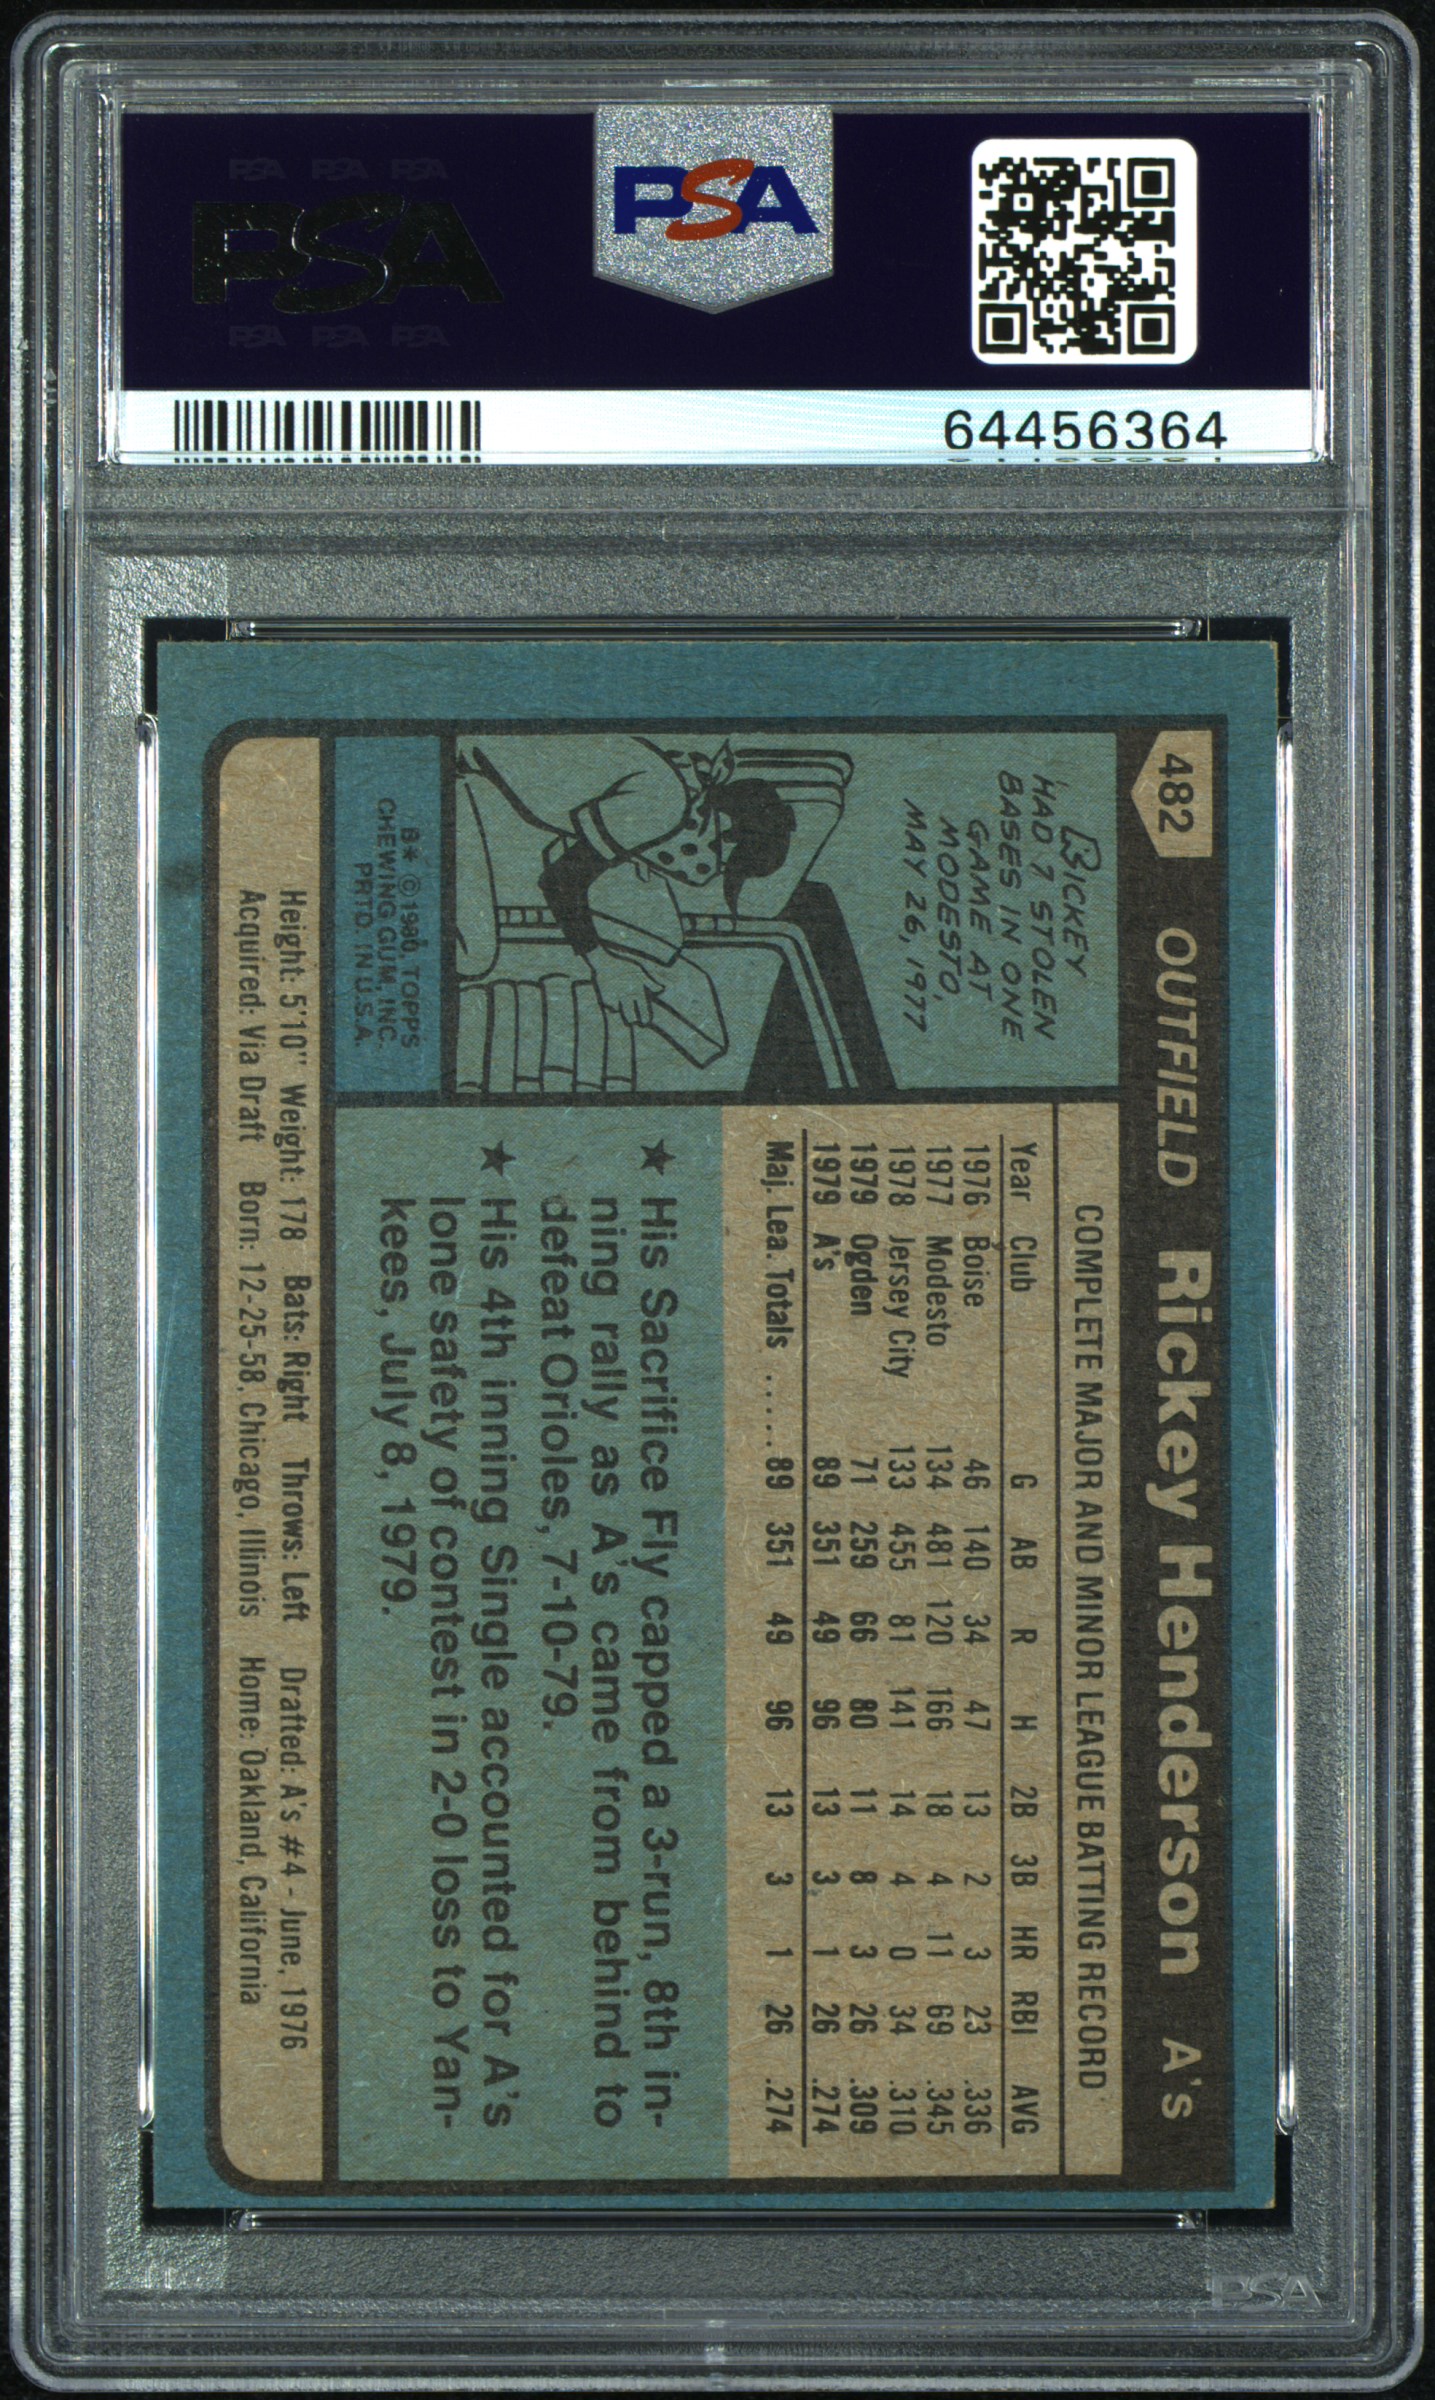 PSA PSA PSA
PSA
PSA PSA PSA
PSA
64456364
482 OUTFIELD Rickey Henderson A's
RICKEY
HAD 7 STOLEN
BASES IN ONE
GAME AT
MODESTO,
MAY 26, 1977
B* © 1980, TOPPS
CHEWING GUM, INC.
PRTD. IN U.S.A.
COMPLETE MAJOR AND MINOR LEAGUE BATTING RECORD
Year Club G AB R H 2B 3B HR RBI AVG
1976 Boise 46 140 34 47 13 2 3 23 .336
1977 Modesto 134 481 120 166 18 4 11 69 .345
1978 Jersey City 133 455 81 141 14 4 0 34 .310
1979 Ogden 71 259 66 80 11 8 3 26 .309
1979 A's 89 351 49 96 13 3 1 26 .274
Maj. Lea. Totals .....89 351 49 96 13 3 1 26 .274
★ His Sacrifice Fly capped a 3-run, 8th in-
ning rally as A's came from behind to
defeat Orioles, 7-10-79.
★ His 4th inning Single accounted for A's
lone safety of contest in 2-0 loss to Yan-
kees, July 8, 1979.
Height: 5'10" Weight: 178 Bats: Right Throws: Left Drafted: A's #4 - June, 1976
Acquired: Via Draft Born: 12-25-58, Chicago, Illinois Home: Oakland, California
PSA